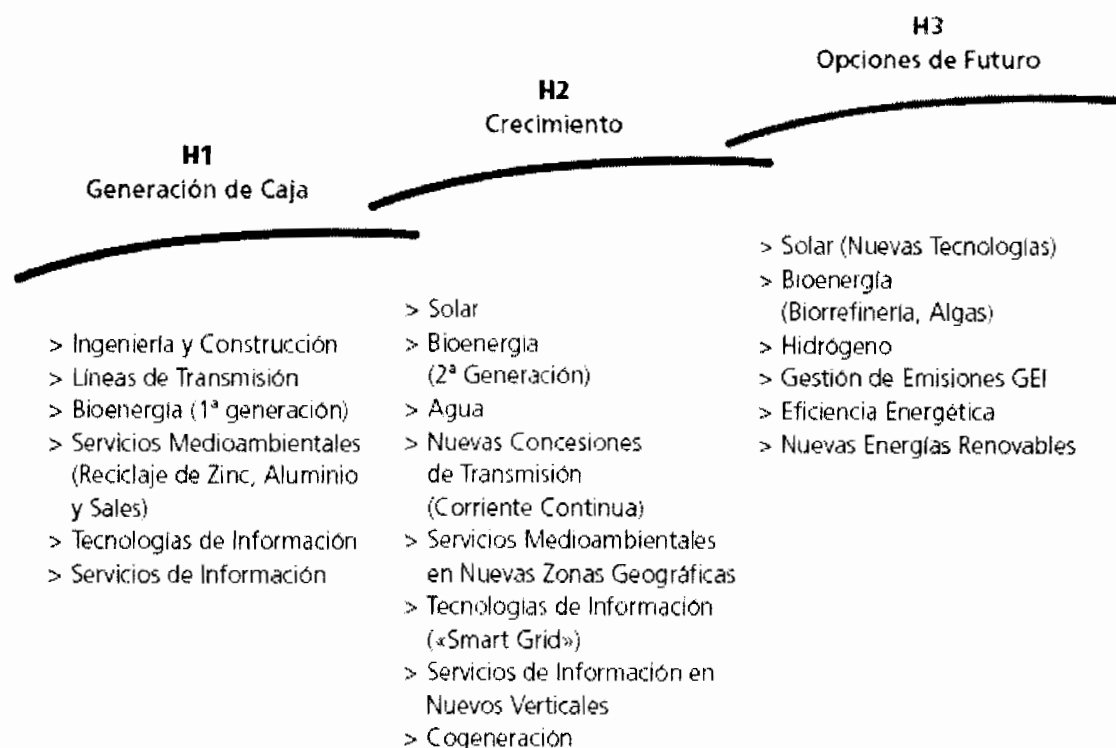 H1
Generación de Caja
> Ingeniería y Construcción
> Líneas de Transmisión
> Bioenergía (1ª generación)
> Servicios Medioambientales
(Reciclaje de Zinc, Aluminio
y Sales)
> Tecnologías de Información
> Servicios de Información
H2
Crecimiento
> Solar
> Bioenergia
(2ª Generación)
> Agua
> Nuevas Concesiones
de Transmisión
(Corriente Continua)
> Servicios Medioambientales
en Nuevas Zonas Geográficas
> Tecnologías de Información
(«Smart Grid»)
> Servicios de Información en
Nuevos Verticales
> Cogeneración
H3
Opciones de Futuro
> Solar (Nuevas Tecnologías)
> Bioenergía
(Biorrefinería, Algas)
> Hidrógeno
> Gestión de Emisiones GEI
> Eficiencia Energética
> Nuevas Energías Renovables